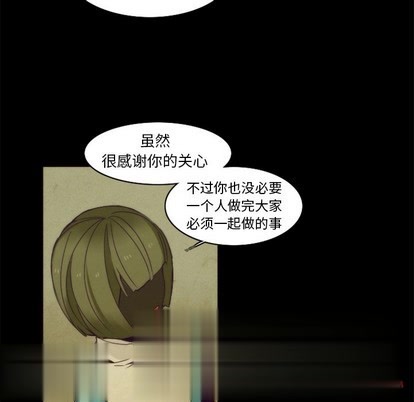 虽然
很感谢你的关心
不过你也没必要
一个人做完大家
必须一起做的事